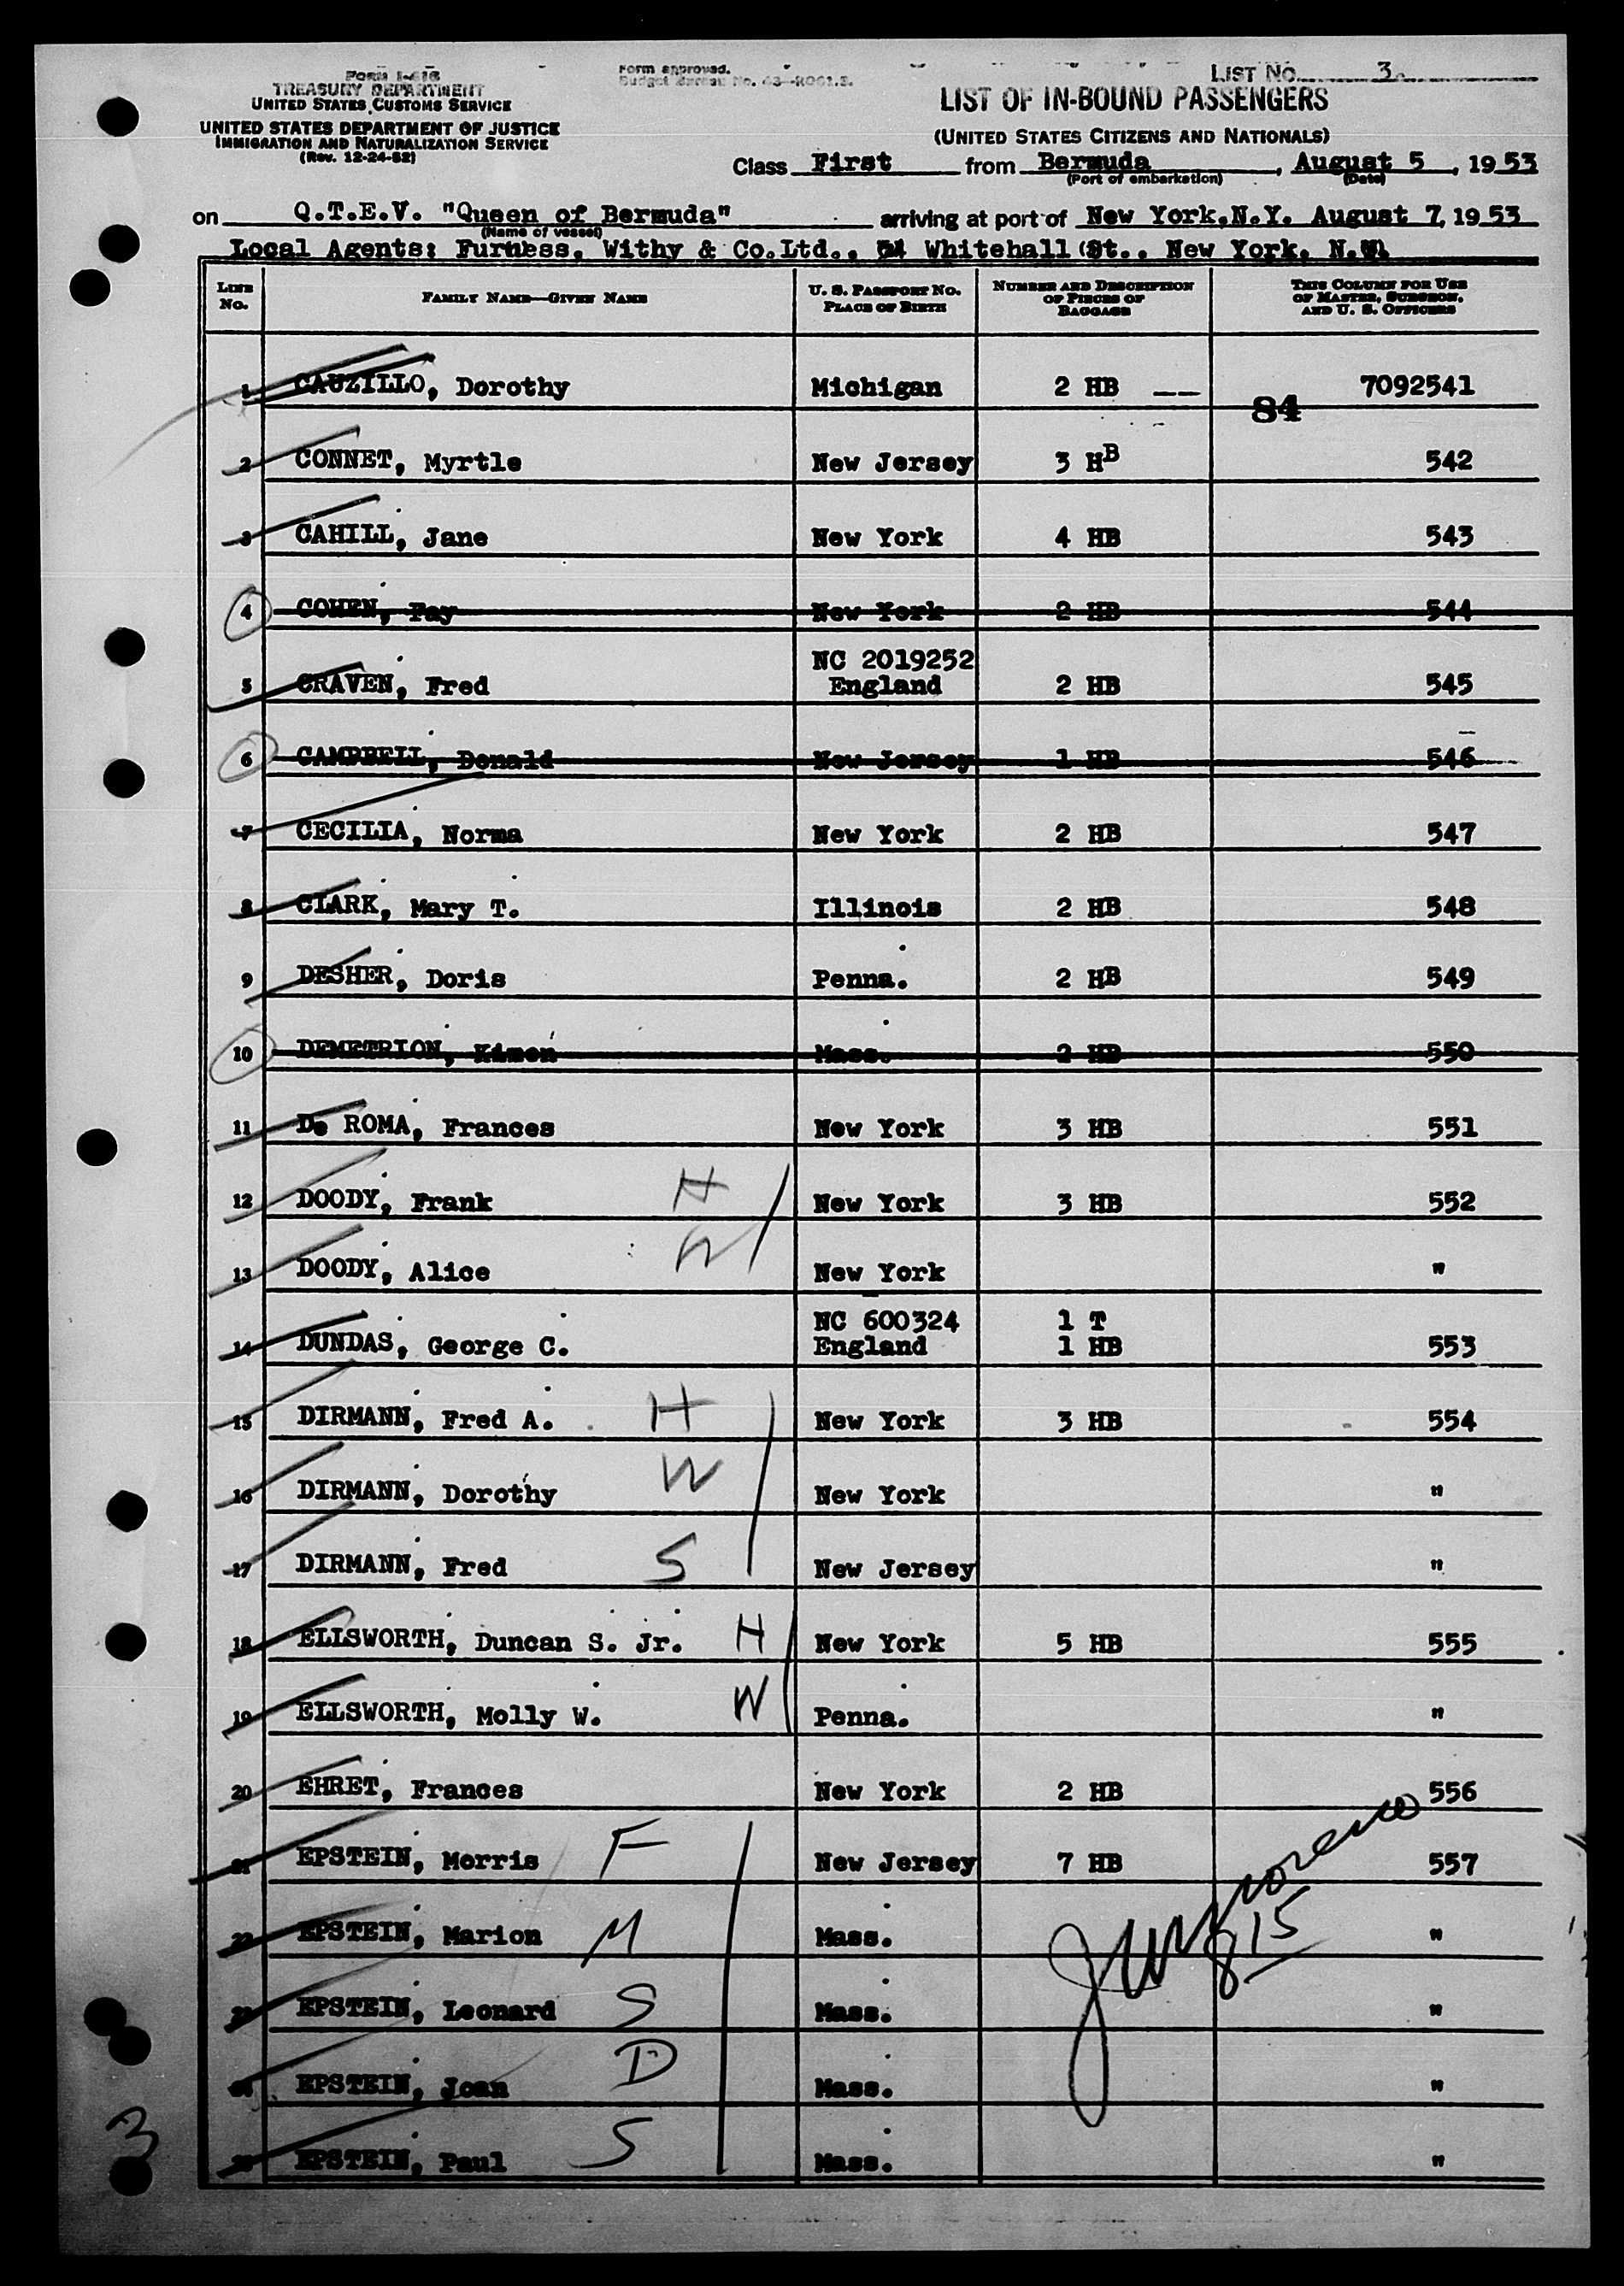 Form I-416
TREASURY DEPARTMENT
UNITED STATES CUSTOMS SERVICE
UNITED STATES DEPARTMENT OF JUSTICE
IMMIGRATION AND NATURALIZATION SERVICE
(Rev. 12-24-52)
Form approved.
Budget Bureau No. 43-R061.3.
LIST NO. 3.
LIST OF IN-BOUND PASSENGERS
(UNITED STATES CITIZENS AND NATIONALS)
Class First from Bermuda, August 5, 1953
(Port of embarkation) (Date)
on Q.T.E.V. "Queen of Bermuda" arriving at port of New York, N.Y. August 7, 1953
(Name of vessel)
Local Agents: Furness, Withy & Co. Ltd., 34 Whitehall St., New York, N.Y.
LINE No. FAMILY NAME—GIVEN NAME U. S. PASSPORT NO. PLACE OF BIRTH NUMBER AND DESCRIPTION OF PIECES OF BAGGAGE THIS COLUMN FOR USE OF MASTER, SURGEON, AND U. S. OFFICERS
1 CAUZILLO, Dorothy Michigan 2 HB 7092541
84
2 CONNET, Myrtle New Jersey 3 HB 542
3 CAHILL, Jane New York 4 HB 543
4 COHEN, Fay New York 2 HB 544
NC 2019252
5 CRAVEN, Fred England 2 HB 545
6 CAMPBELL, Donald New Jersey 1 HB 546
7 CECILIA, Norma New York 2 HB 547
8 CLARK, Mary T. Illinois 2 HB 548
9 DESHER, Doris Penna. 2 HB 549
10 DEMETRION, Kimon Mass. 2 HB 550
11 De ROMA, Frances New York 3 HB 551
12 DOODY, Frank H New York 3 HB 552
13 DOODY, Alice W New York "
NC 600324 1 T
14 DUNDAS, George C. England 1 HB 553
15 DIRMANN, Fred A. H New York 3 HB 554
16 DIRMANN, Dorothy W New York "
17 DIRMANN, Fred S New Jersey "
18 ELLSWORTH, Duncan S. Jr. H New York 5 HB 555
19 ELLSWORTH, Molly W. W Penna. "
20 EHRET, Frances New York 2 HB 556
21 EPSTEIN, Morris F New Jersey 7 HB 557
22 EPSTEIN, Marion M Mass. "
815
23 EPSTEIN, Leonard S Mass. "
24 EPSTEIN, Joan D Mass. "
25 EPSTEIN, Paul S Mass. "
3